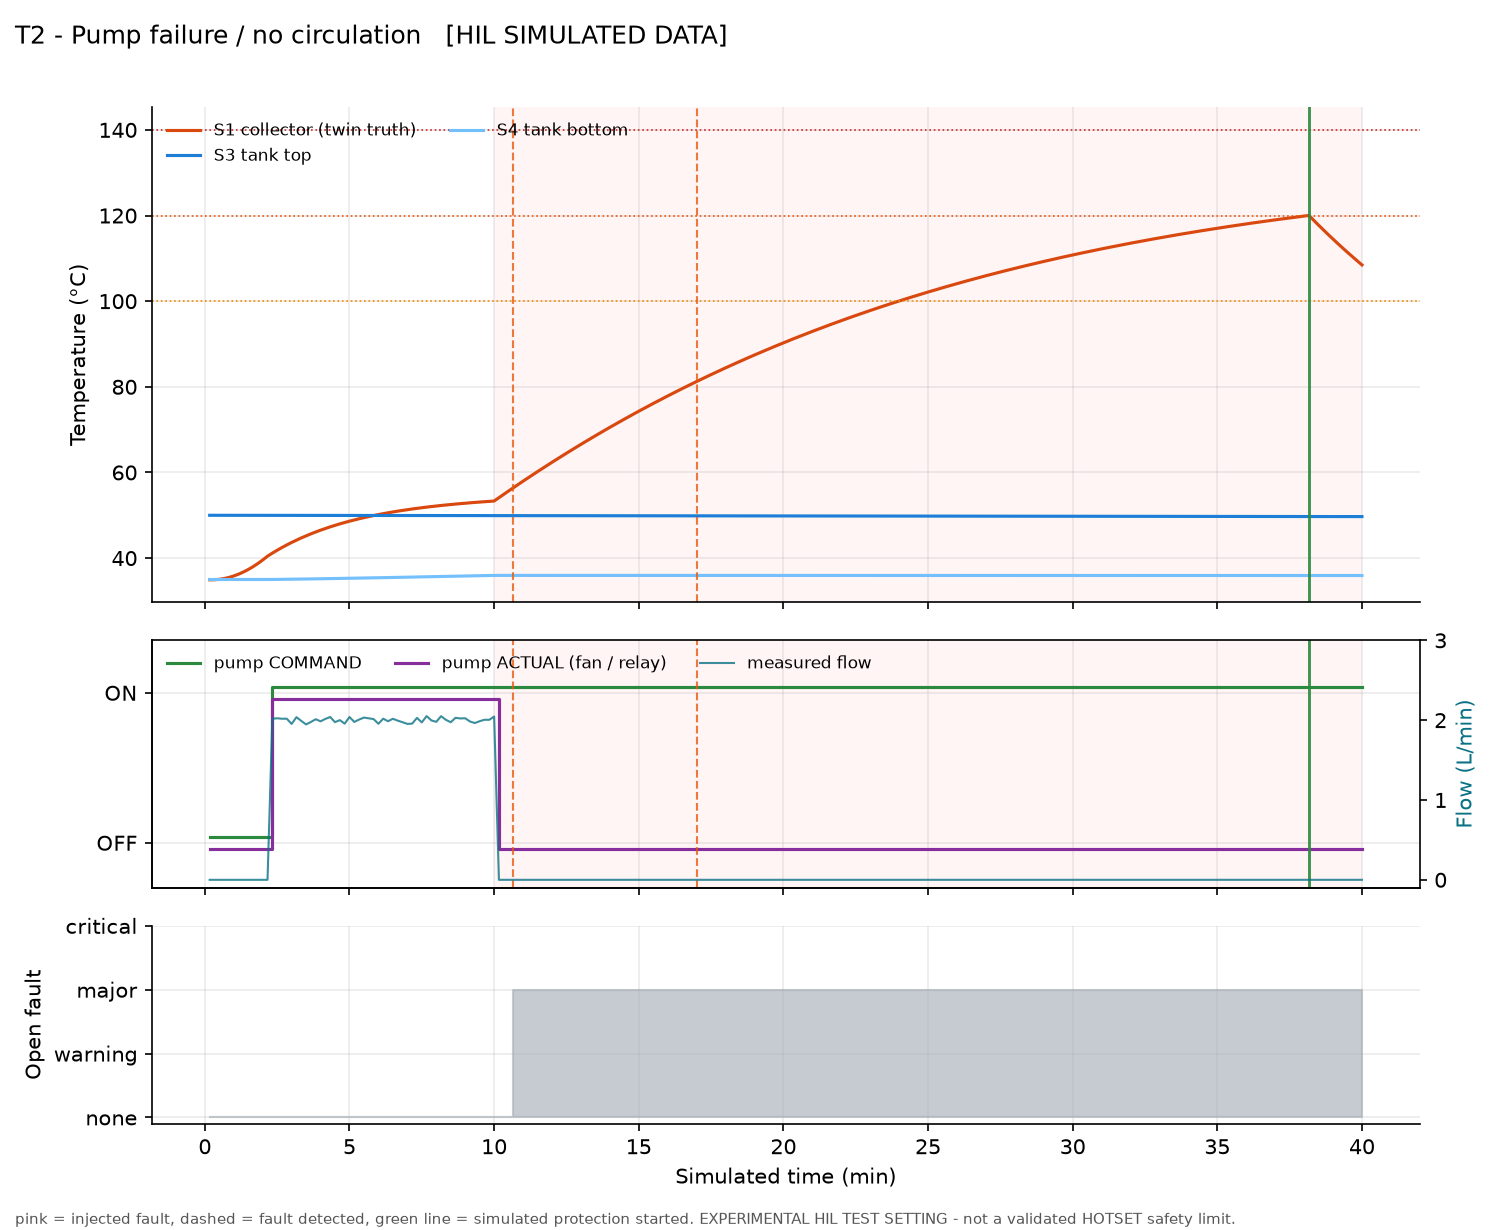 T2 - Pump failure / no circulation   [HIL SIMULATED DATA]
140
120
100
80
60
40
Temperature (°C)
S1 collector (twin truth)
S4 tank bottom
S3 tank top
pump COMMAND
pump ACTUAL (fan / relay)
measured flow
ON
OFF
3
2
1
0
Flow (L/min)
critical
major
warning
none
Open fault
0 5 10 15 20 25 30 35 40
Simulated time (min)
pink = injected fault, dashed = fault detected, green line = simulated protection started. EXPERIMENTAL HIL TEST SETTING - not a validated HOTSET safety limit.